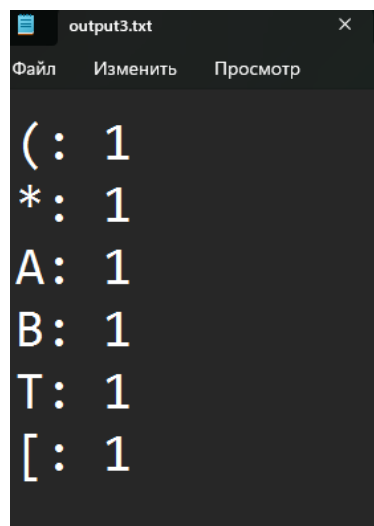 output3.txt
Файл Изменить Просмотр
(: 1
*: 1
A: 1
B: 1
T: 1
[: 1